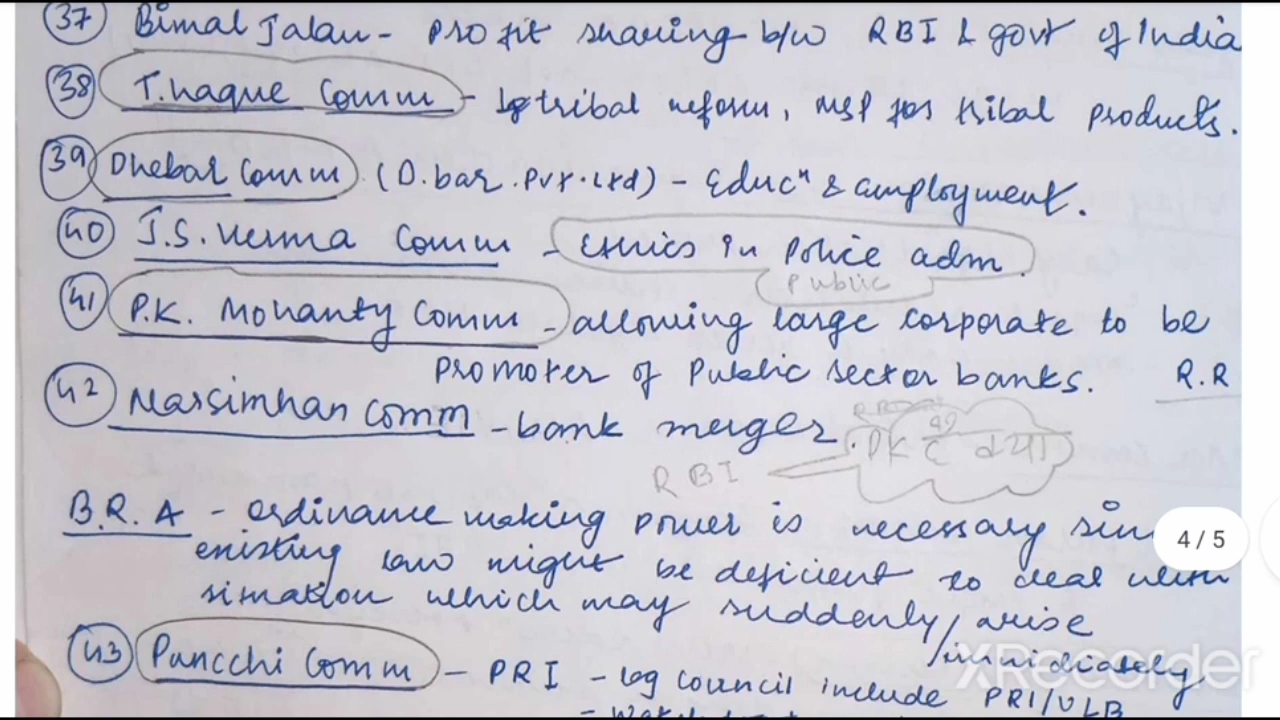 37 Bimal Jalan - profit sharing b/w RBI & govt of India
38 T. Haque Comm - tribal reform, MSP for tribal products.
39 Dhebar Comm (D.bar.Pvt.Ltd) - Educⁿ & employment.
40 J.S. Verma Comm - Ethics in Police adm.
Public
41 P.K. Mohanty Comm - allowing large corporate to be
promoter of Public sector banks. R.R
42 Narsimhan Comm - bank merger.
RBI PK
B.R.A - ordinance making power is necessary sin
existing law might be deficient to deal with
simation which may suddenly/arise
immidiately
43 Puncchi Comm - PRI - leg council include PRI/ULB
4/5
XRecorder